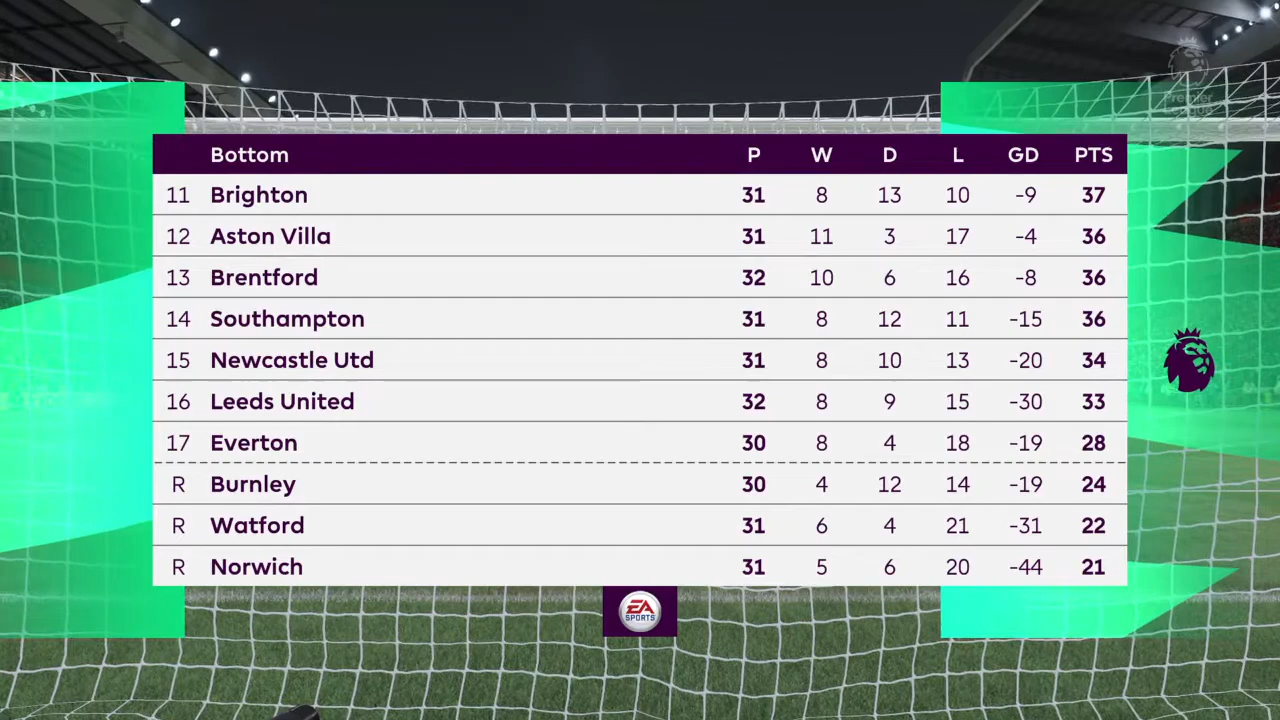 Premier League
Bottom P W D L GD PTS
11 Brighton 31 8 13 10 -9 37
12 Aston Villa 31 11 3 17 -4 36
13 Brentford 32 10 6 16 -8 36
14 Southampton 31 8 12 11 -15 36
15 Newcastle Utd 31 8 10 13 -20 34
16 Leeds United 32 8 9 15 -30 33
17 Everton 30 8 4 18 -19 28
R Burnley 30 4 12 14 -19 24
R Watford 31 6 4 21 -31 22
R Norwich 31 5 6 20 -44 21
EA
SPORTS